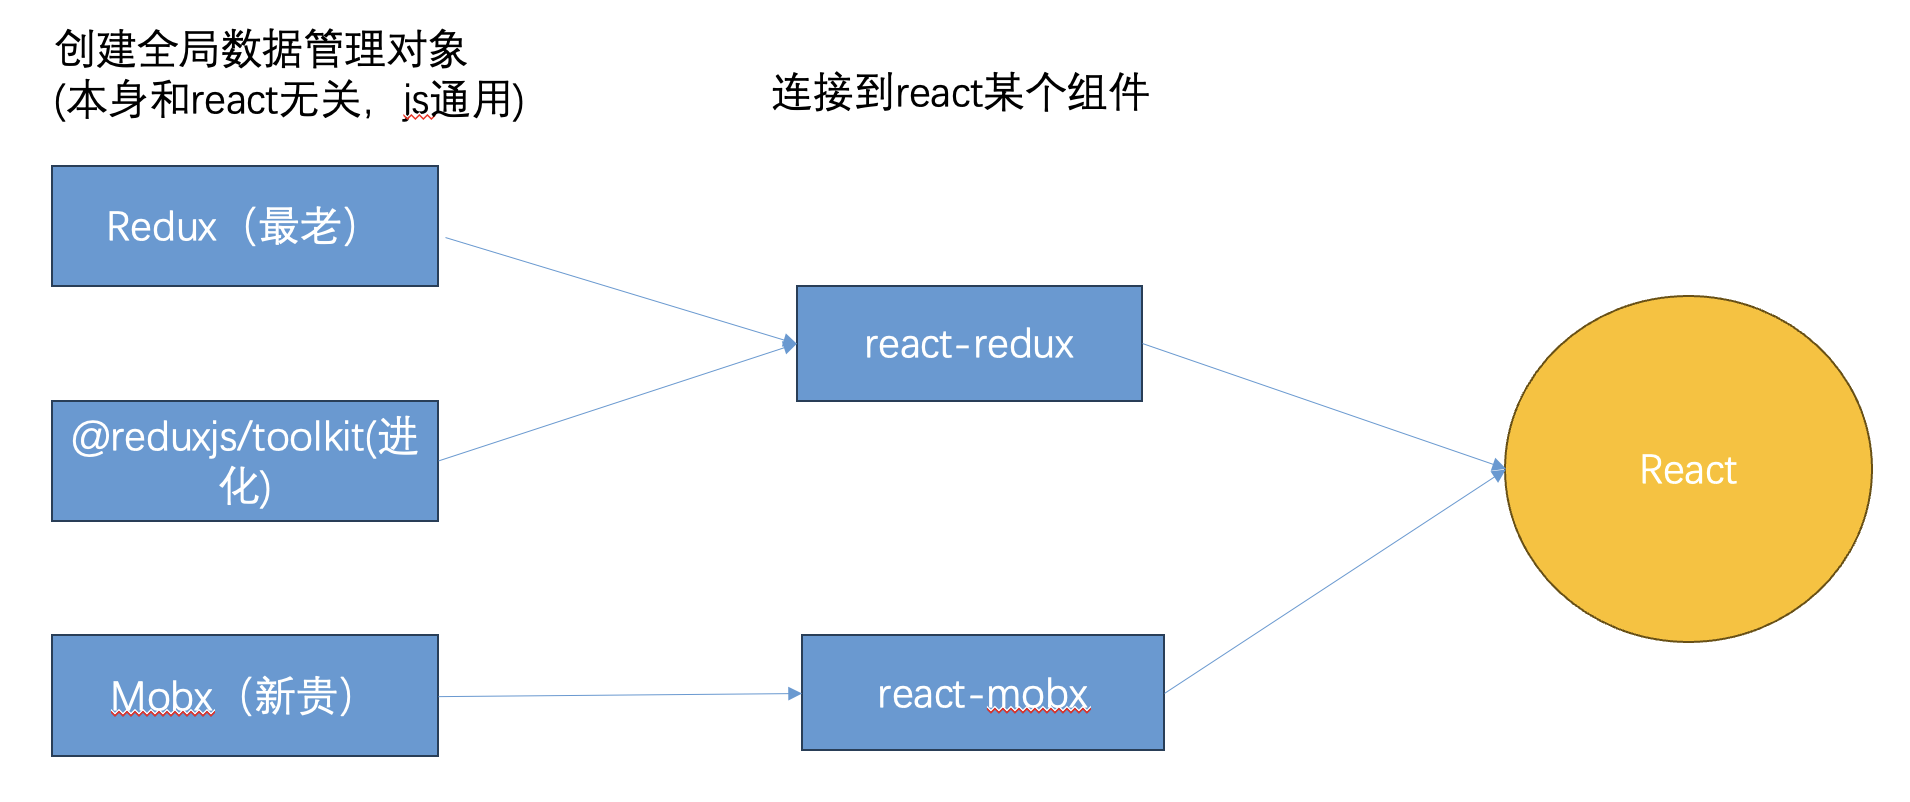 创建全局数据管理对象
(本身和react无关，js通用)
连接到react某个组件
Redux（最老）
react-redux
@reduxjs/toolkit(进
化)
React
Mobx（新贵）
react-mobx